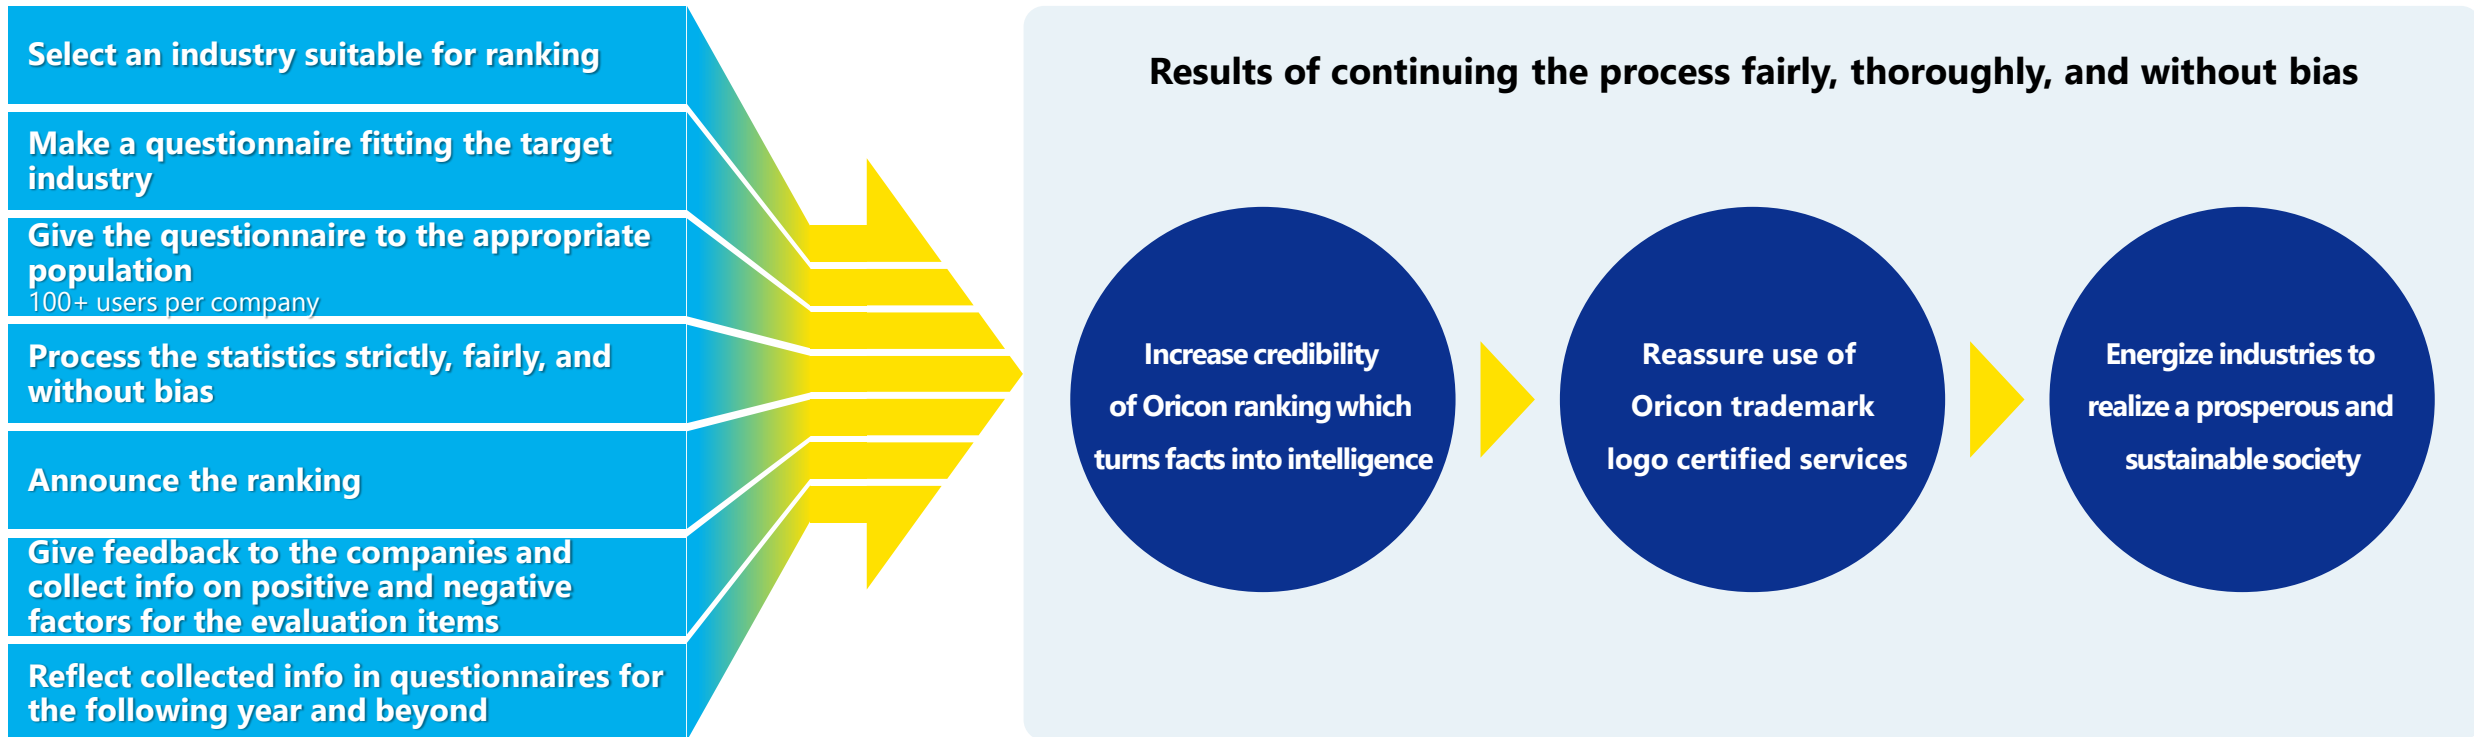 Select an industry suitable for ranking
Make a questionnaire fitting the target
industry
Give the questionnaire to the appropriate
population
100+ users per company
Process the statistics strictly, fairly, and
without bias
Announce the ranking
Give feedback to the companies and
collect info on positive and negative
factors for the evaluation items
Reflect collected info in questionnaires for
the following year and beyond
Results of continuing the process fairly, thoroughly, and without bias
Increase credibility
of Oricon ranking which
turns facts into intelligence
Reassure use of
Oricon trademark
logo certified services
Energize industries to
realize a prosperous and
sustainable society